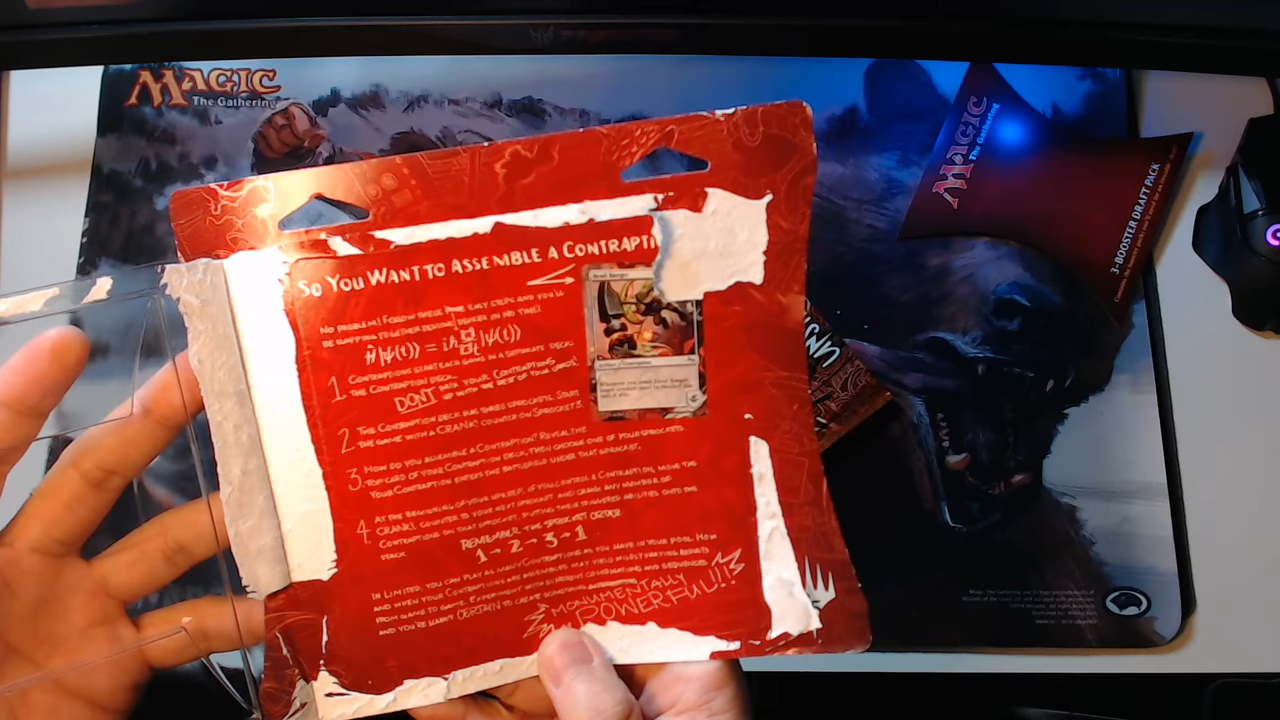 MAGIC
The Gathering
MAGIC
The Gathering
3-BOOSTER DRAFT PACK
UNST
SO YOU WANT TO ASSEMBLE A CONTRAPTI
NO PROBLEM! FOLLOW THESE EASY STEPS AND YOU'LL
BE WHIPPING TOGETHER DEVIOUS DEVICES IN NO TIME!
Ĥ|ψ(t)⟩ = iħ ∂/∂t |ψ(t)⟩
1 CONTRAPTIONS START EACH GAME IN A SEPARATE DECK:
THE CONTRAPTION DECK.
DON'T MIX YOUR CONTRAPTIONS
UP WITH THE REST OF YOUR CARDS.
2. THE CONTRAPTION DECK HAS THREE SPROCKETS. START
THE GAME WITH A CRANK! COUNTER ON SPROCKET 3.
3. HOW DO YOU ASSEMBLE A CONTRAPTION? REVEAL THE
TOP CARD OF YOUR CONTRAPTION DECK, THEN CHOOSE ONE OF YOUR SPROCKETS.
YOUR CONTRAPTION ENTERS THE BATTLEFIELD UNDER THAT SPROCKET.
4. AT THE BEGINNING OF YOUR UPKEEP, IF YOU CONTROL A CONTRAPTION, MOVE THE
CRANK! COUNTER TO YOUR NEXT SPROCKET AND CRANK ANY NUMBER OF
CONTRAPTIONS ON THAT SPROCKET, PUTTING THEIR TRIGGERED ABILITIES ONTO THE
STACK.
REMEMBER THE SPROCKET ORDER
1→2→3→1
IN LIMITED, YOU CAN PLAY AS MANY CONTRAPTIONS AS YOU HAVE IN YOUR POOL. HOW
AND WHEN YOUR CONTRAPTIONS ARE ASSEMBLED MAY YIELD WILDLY VARYING RESULTS
FROM GAME TO GAME. EXPERIMENT WITH DIFFERENT COMBINATIONS AND SEQUENCES
AND YOU'RE CERTAIN TO CREATE SOMETHING
MONUMENTALLY
POWERFUL!!!